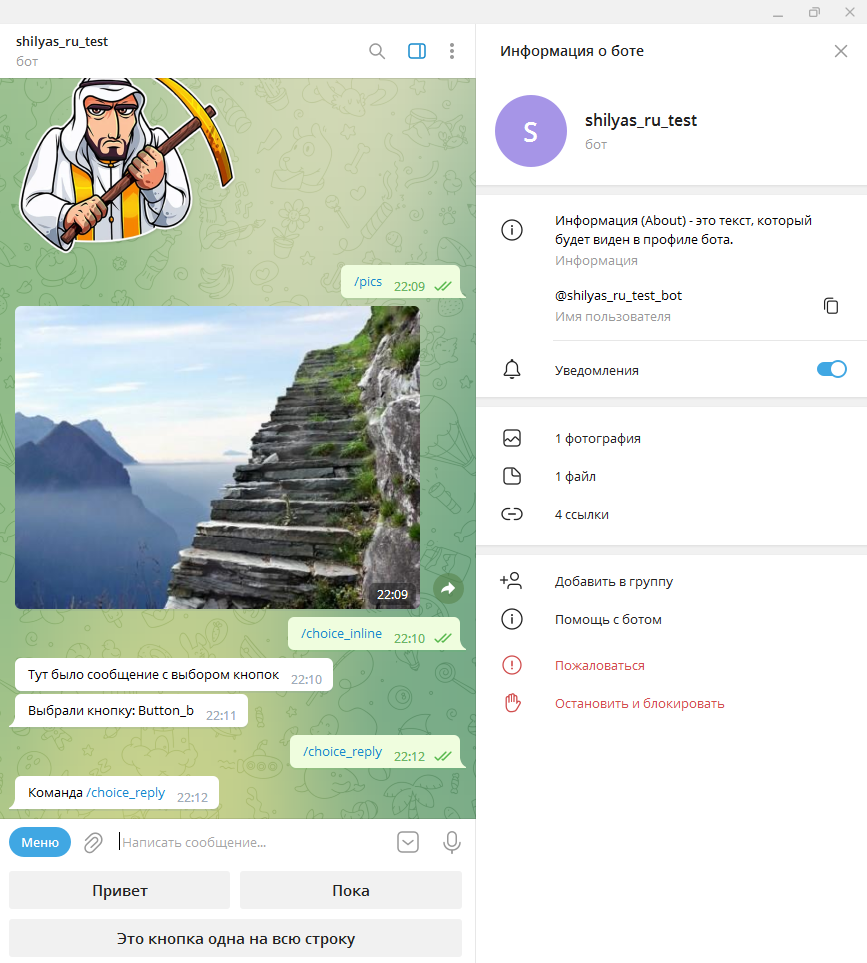 shilyas_ru_test
бот
/pics 22:09
22:09
/choice_inline 22:10
Тут было сообщение с выбором кнопок 22:10
Выбрали кнопку: Button_b 22:11
/choice_reply 22:12
Команда /choice_reply 22:12
Меню
Написать сообщение...
Привет
Пока
Это кнопка одна на всю строку
Информация о боте
S
shilyas_ru_test
бот
Информация (About) - это текст, который
будет виден в профиле бота.
Информация
@shilyas_ru_test_bot
Имя пользователя
Уведомления
1 фотография
1 файл
4 ссылки
Добавить в группу
Помощь с ботом
Пожаловаться
Остановить и блокировать